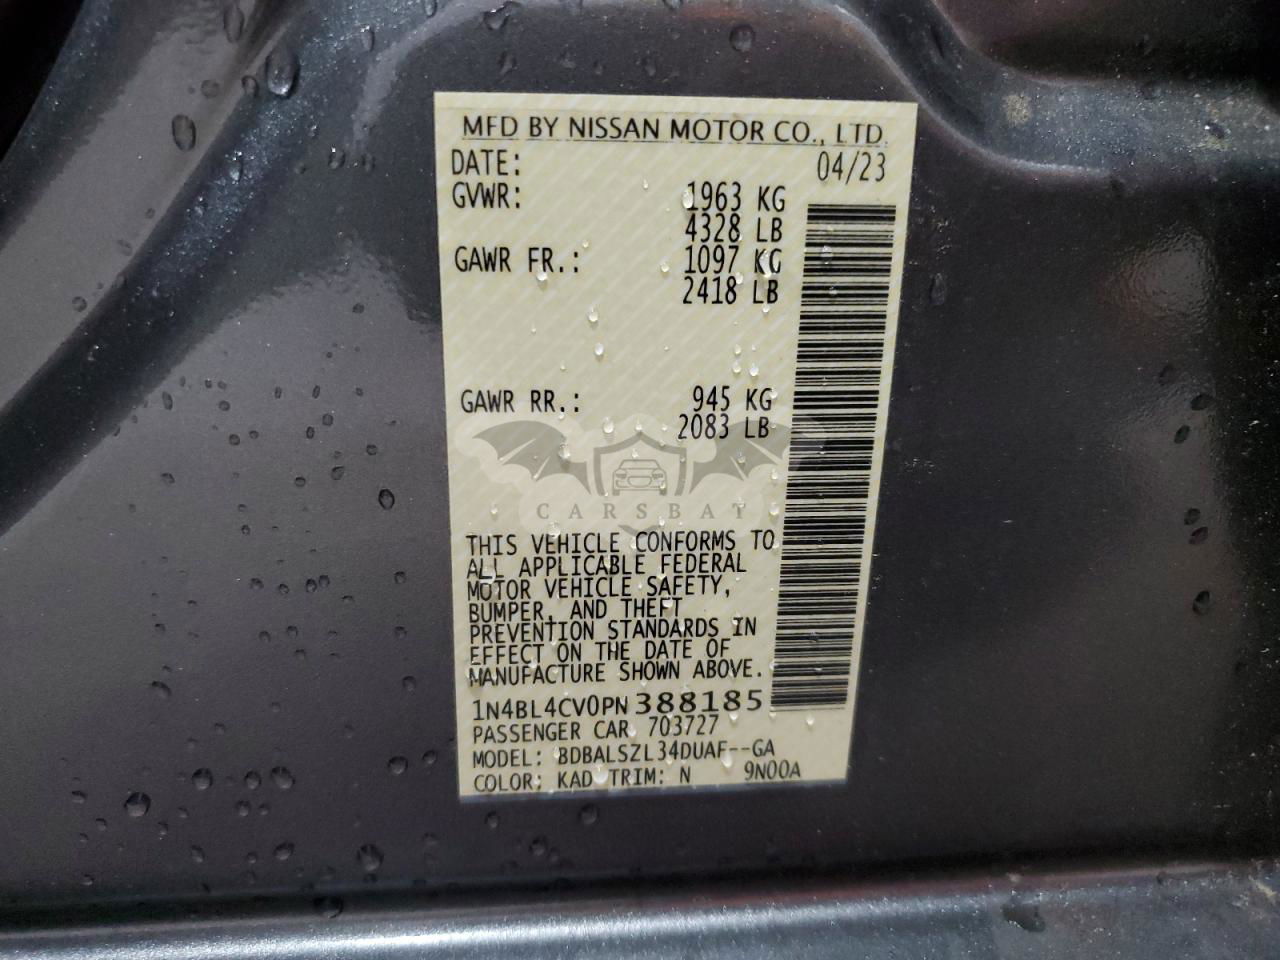 MFD BY NISSAN MOTOR CO., LTD.
DATE: 04/23
GVWR: 1963 KG
4328 LB
GAWR FR.: 1097 KG
2418 LB
GAWR RR.: 945 KG
2083 LB
CARSBAT
THIS VEHICLE CONFORMS TO
ALL APPLICABLE FEDERAL
MOTOR VEHICLE SAFETY,
BUMPER, AND THEFT
PREVENTION STANDARDS IN
EFFECT ON THE DATE OF
MANUFACTURE SHOWN ABOVE.
1N4BL4CV0PN388185
PASSENGER CAR 703727
MODEL: BDBALSZL34DUAF--GA
COLOR: KAD TRIM: N 9N00A